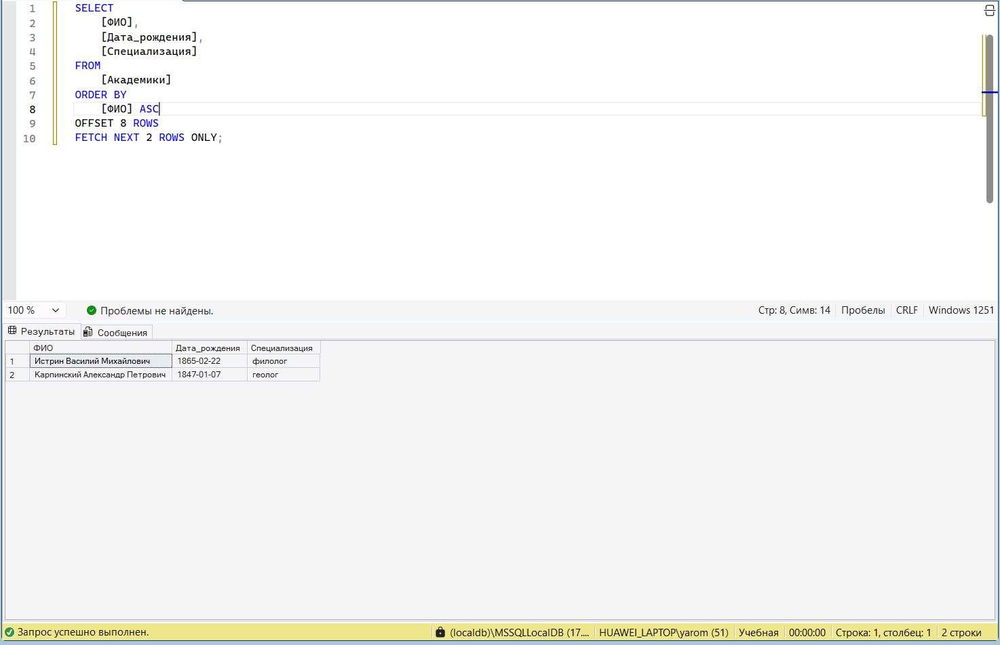 1 SELECT
2 [ФИО],
3 [Дата_рождения],
4 [Специализация]
5 FROM
6 [Академики]
7 ORDER BY
8 [ФИО] ASC
9 OFFSET 8 ROWS
10 FETCH NEXT 2 ROWS ONLY;
100 % Проблемы не найдены. Стр: 8, Симв: 14 Пробелы CRLF Windows 1251
Результаты Сообщения
ФИО Дата_рождения Специализация
1 Истрин Василий Михайлович 1865-02-22 филолог
2 Карпинский Александр Петрович 1847-01-07 геолог
Запрос успешно выполнен. (localdb)\MSSQLLocalDB (17.... HUAWEI_LAPTOP\yarom (51) Учебная 00:00:00 Строка: 1, столбец: 1 2 строки